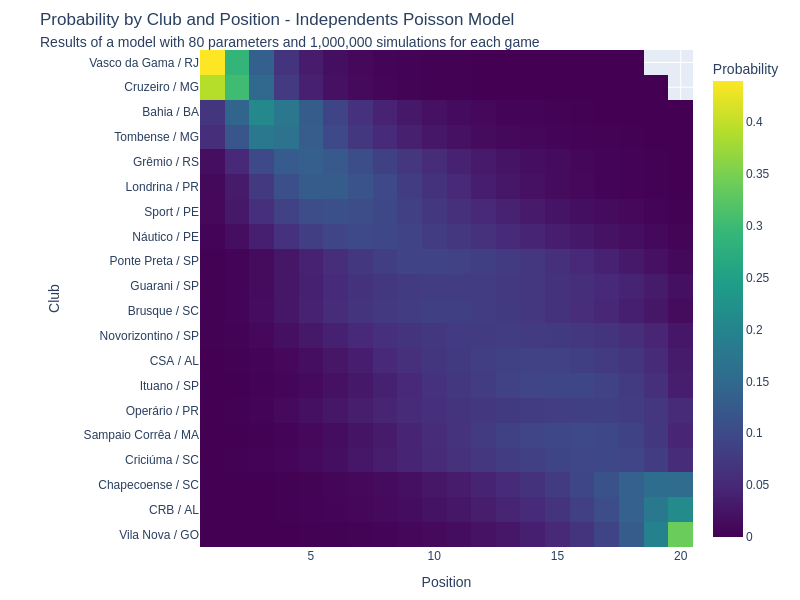 Probability by Club and Position - Independents Poisson Model
Results of a model with 80 parameters and 1,000,000 simulations for each game
Vasco da Gama / RJ
Cruzeiro / MG
Bahia / BA
Tombense / MG
Grêmio / RS
Londrina / PR
Sport / PE
Náutico / PE
Ponte Preta / SP
Guarani / SP
Brusque / SC
Novorizontino / SP
CSA / AL
Ituano / SP
Operário / PR
Sampaio Corrêa / MA
Criciúma / SC
Chapecoense / SC
CRB / AL
Vila Nova / GO
Club
5
10
15
20
Position
Probability
0.4
0.35
0.3
0.25
0.2
0.15
0.1
0.05
0